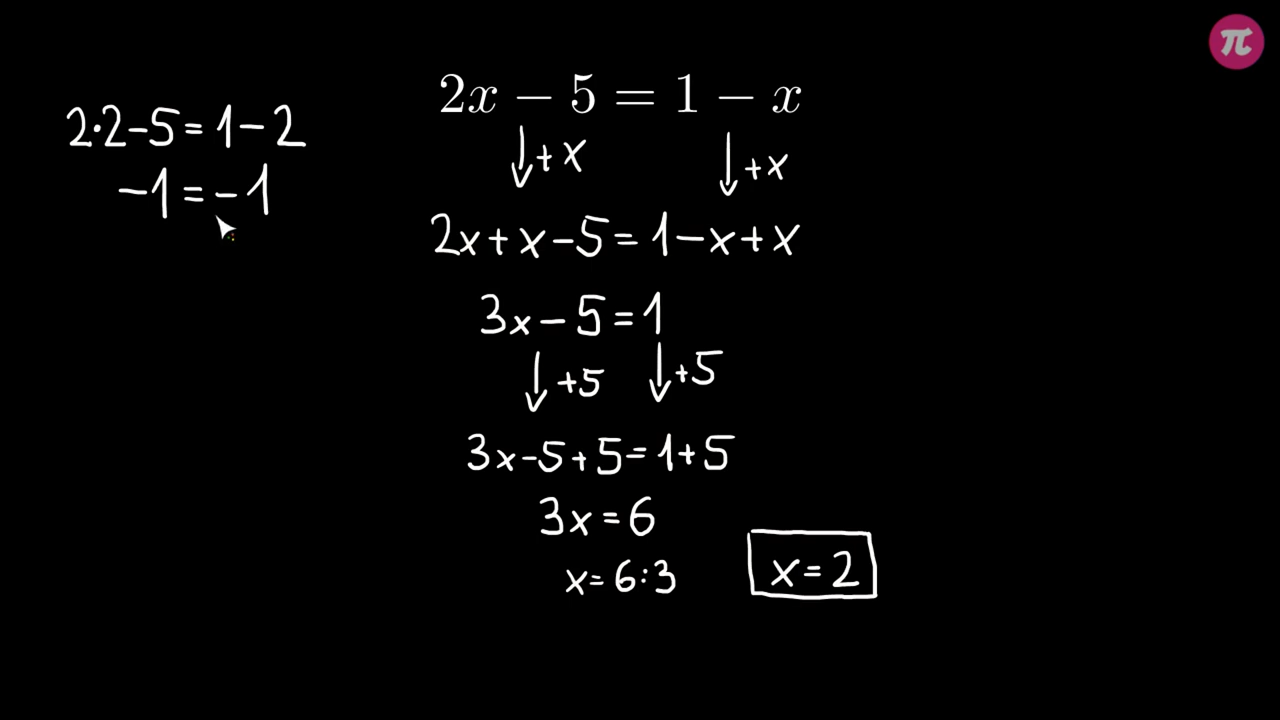 π
2x − 5 = 1 − x
2·2−5=1−2
−1=−1
+x +x
2x+x−5=1−x+x
3x−5=1
+5 +5
3x−5+5=1+5
3x=6
x=6:3
x=2